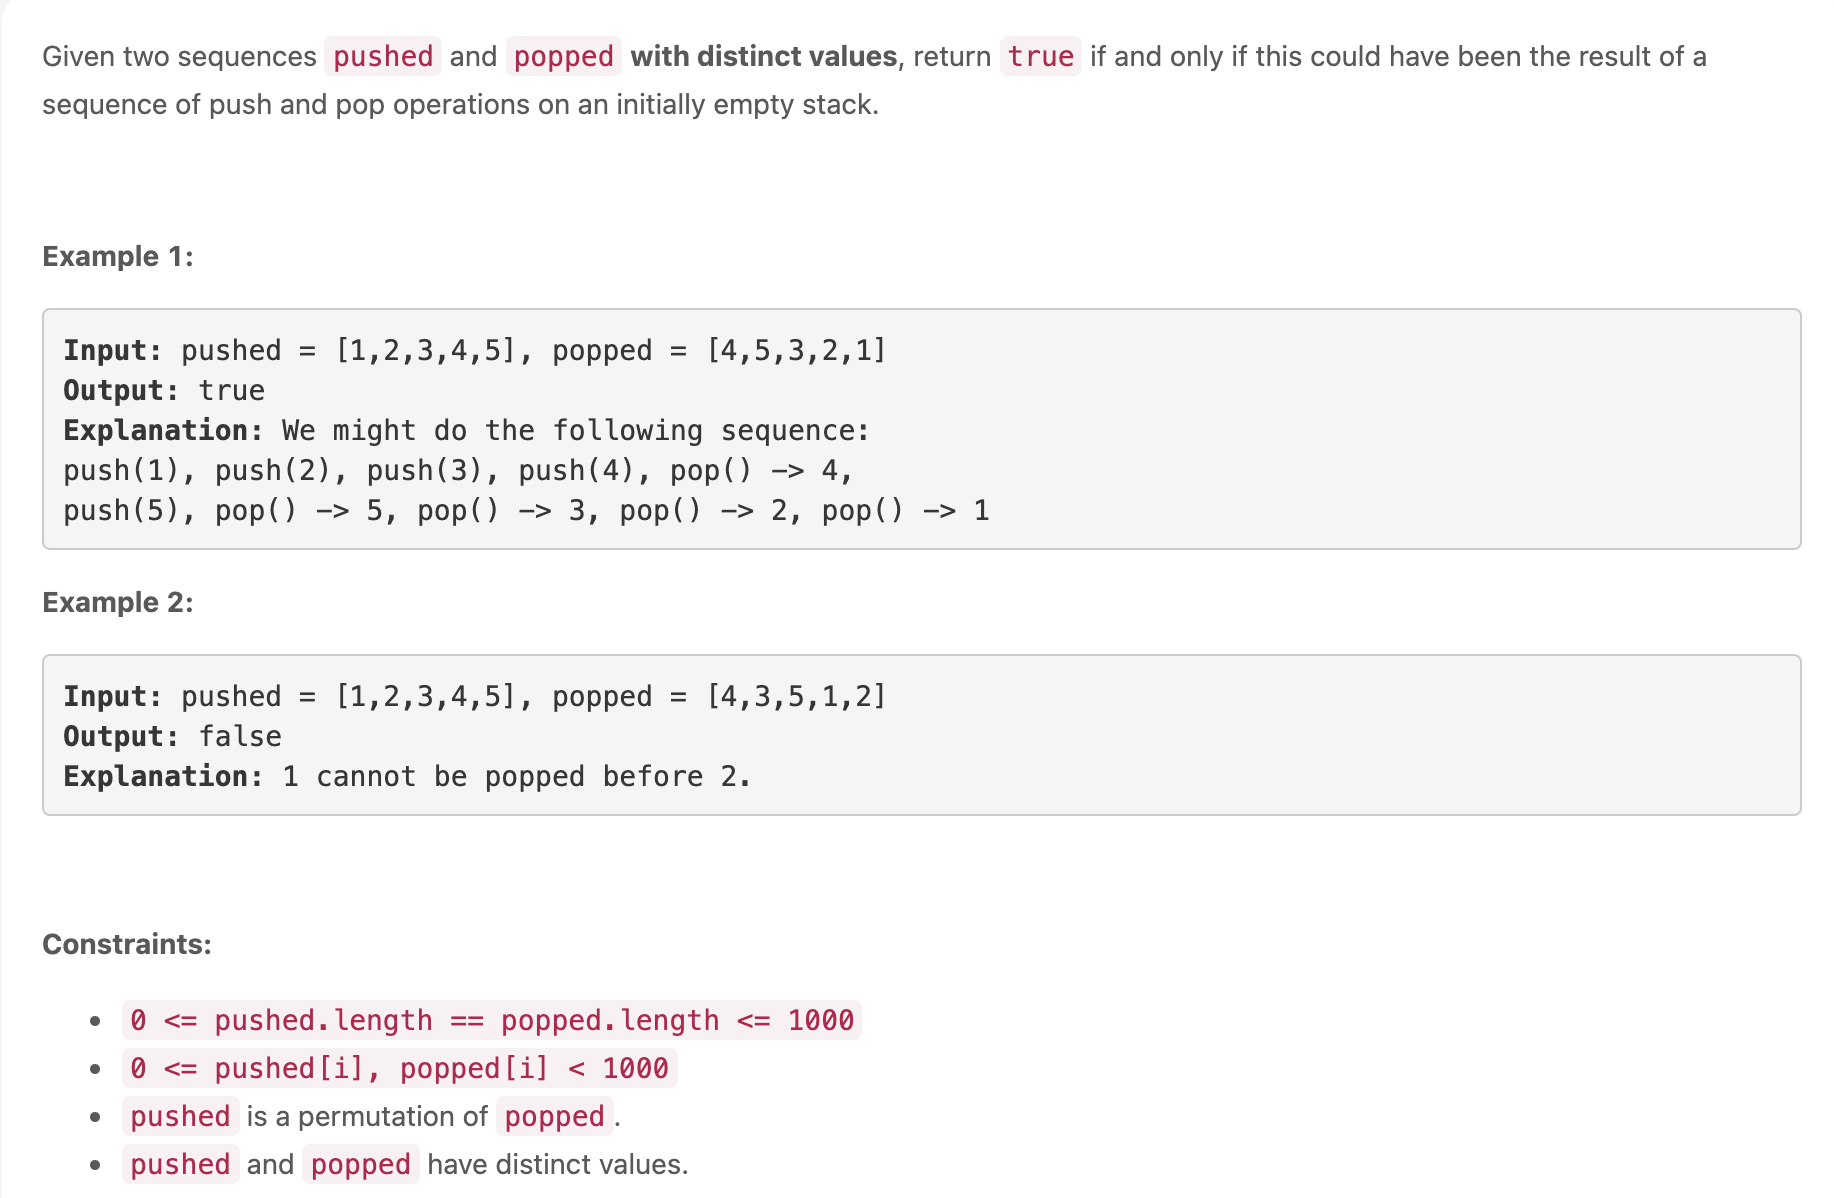 Given two sequences pushed and popped with distinct values, return true if and only if this could have been the result of a
sequence of push and pop operations on an initially empty stack.
Example 1:
Input: pushed = [1,2,3,4,5], popped = [4,5,3,2,1]
Output: true
Explanation: We might do the following sequence:
push(1), push(2), push(3), push(4), pop() -> 4,
push(5), pop() -> 5, pop() -> 3, pop() -> 2, pop() -> 1
Example 2:
Input: pushed = [1,2,3,4,5], popped = [4,3,5,1,2]
Output: false
Explanation: 1 cannot be popped before 2.
Constraints:
• 0 <= pushed.length == popped.length <= 1000
• 0 <= pushed[i], popped[i] < 1000
• pushed is a permutation of popped.
• pushed and popped have distinct values.